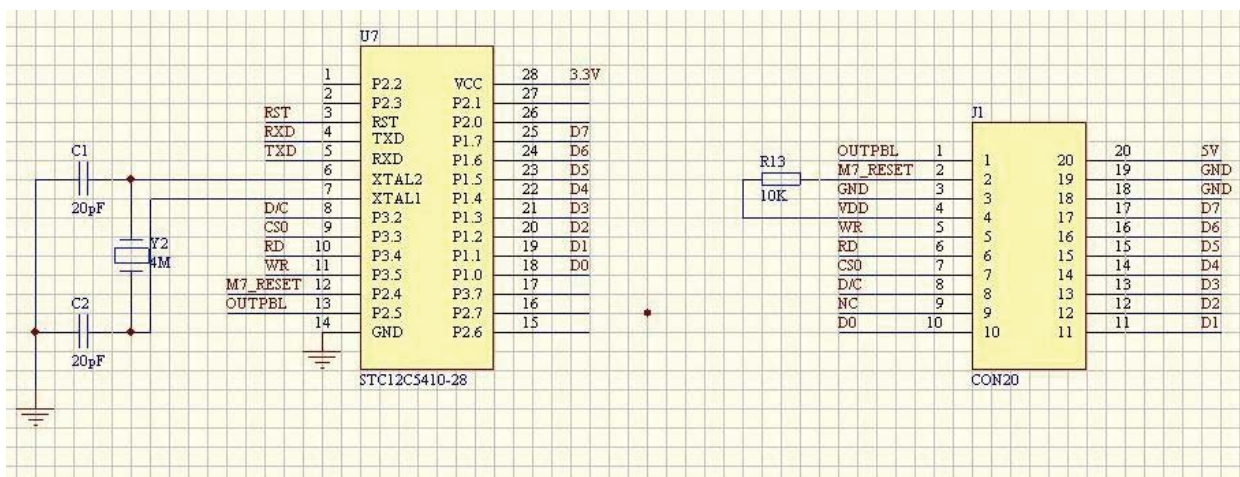 U7
1 P2.2 VCC 28 3.3V
2 P2.3 P2.1 27
RST 3 RST P2.0 26
RXD 4 TXD P1.7 25 D7
TXD 5 RXD P1.6 24 D6
6 XTAL2 P1.5 23 D5
7 XTAL1 P1.4 22 D4
D/C 8 P3.2 P1.3 21 D3
CS0 9 P3.3 P1.2 20 D2
RD 10 P3.4 P1.1 19 D1
WR 11 P3.5 P1.0 18 D0
M7_RESET 12 P2.4 P3.7 17
OUTPBL 13 P2.5 P2.7 16
14 GND P2.6 15
STC12C5410-28
C1
20pF
Y2
4M
C2
20pF
R13
10K
J1
OUTPBL 1 1 20 20 5V
M7_RESET 2 2 19 19 GND
GND 3 3 18 18 GND
VDD 4 4 17 17 D7
WR 5 5 16 16 D6
RD 6 6 15 15 D5
CS0 7 7 14 14 D4
D/C 8 8 13 13 D3
NC 9 9 12 12 D2
D0 10 10 11 11 D1
CON20